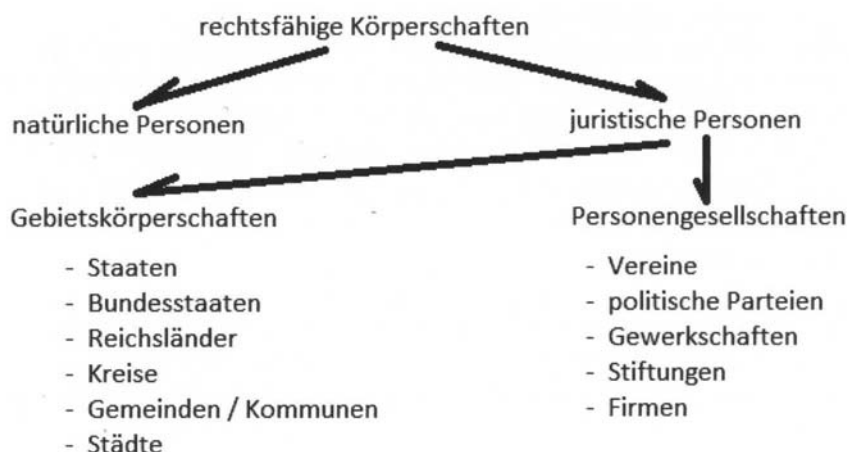 rechtsfähige Körperschaften
natürliche Personen
juristische Personen
Gebietskörperschaften
- Staaten
- Bundesstaaten
- Reichsländer
- Kreise
- Gemeinden / Kommunen
- Städte
Personengesellschaften
- Vereine
- politische Parteien
- Gewerkschaften
- Stiftungen
- Firmen